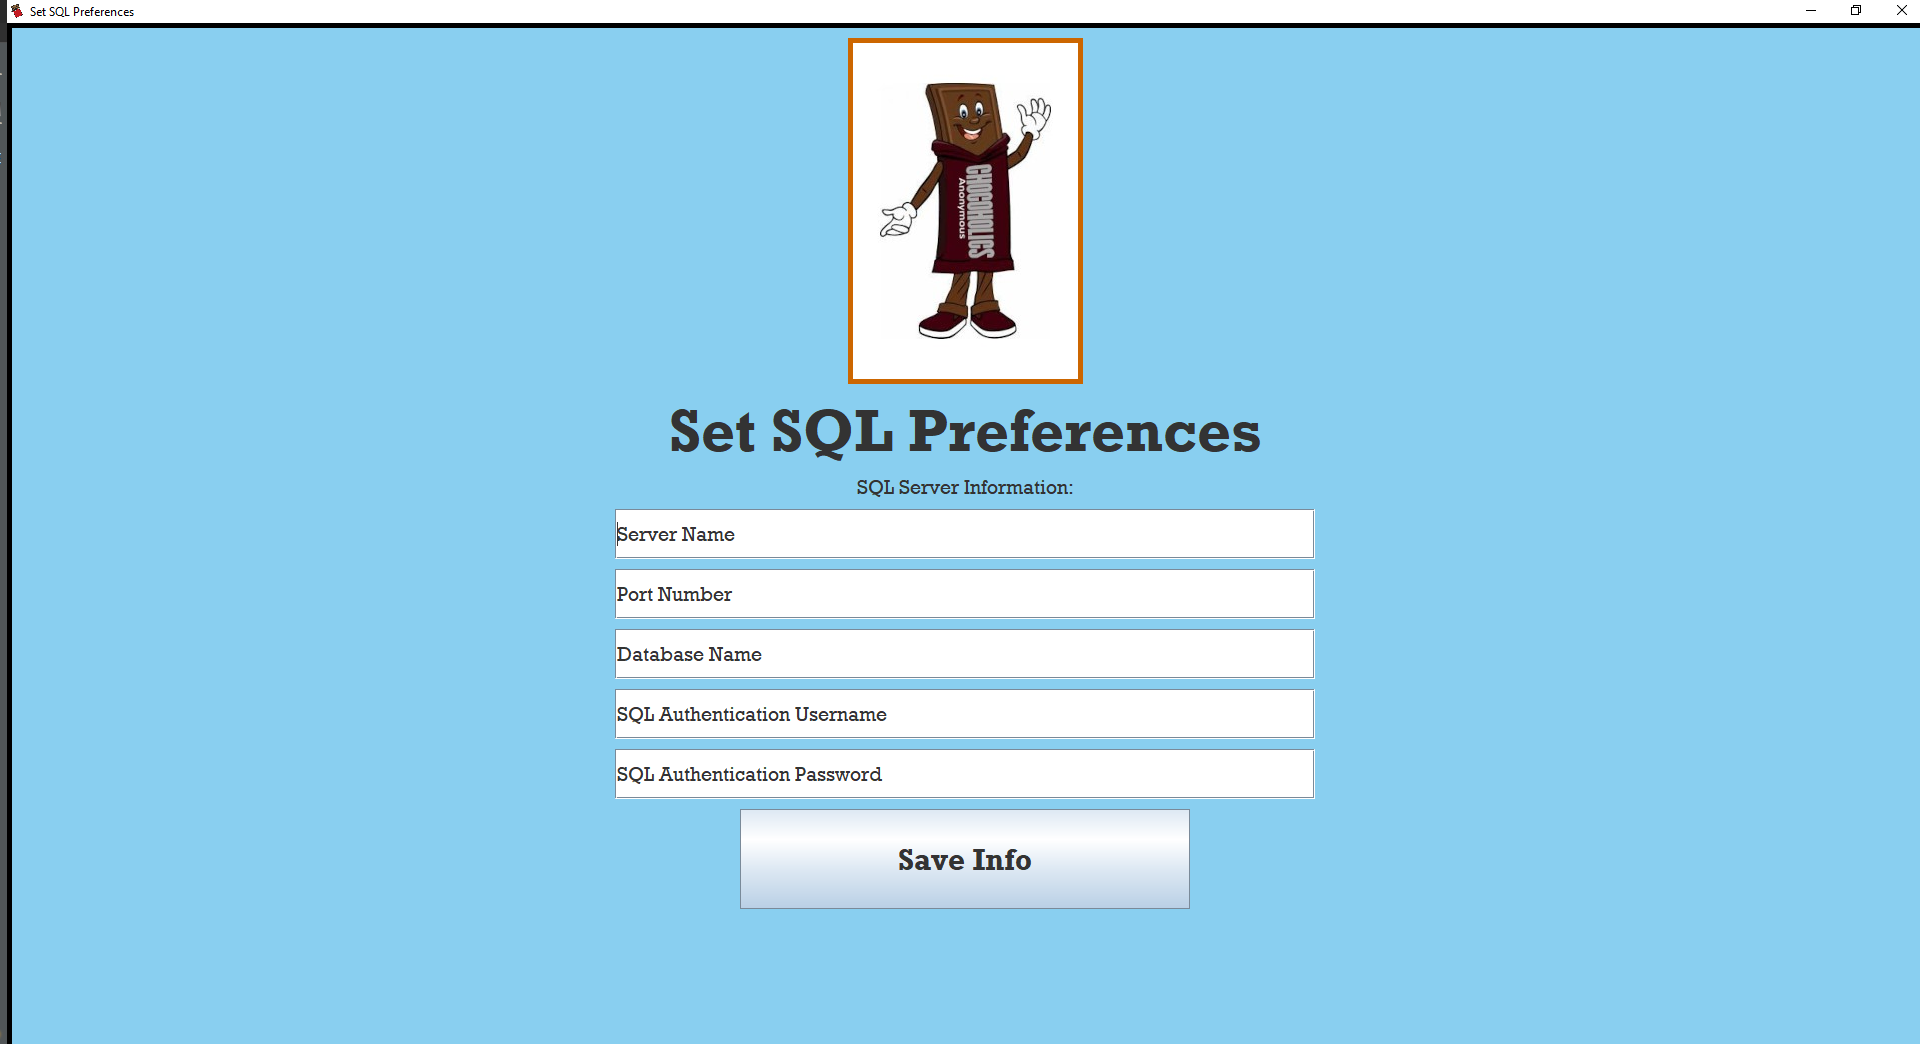 Set SQL Preferences
CHOCOHOLICS
Anonymous
Set SQL Preferences
SQL Server Information:
Server Name
Port Number
Database Name
SQL Authentication Username
SQL Authentication Password
Save Info